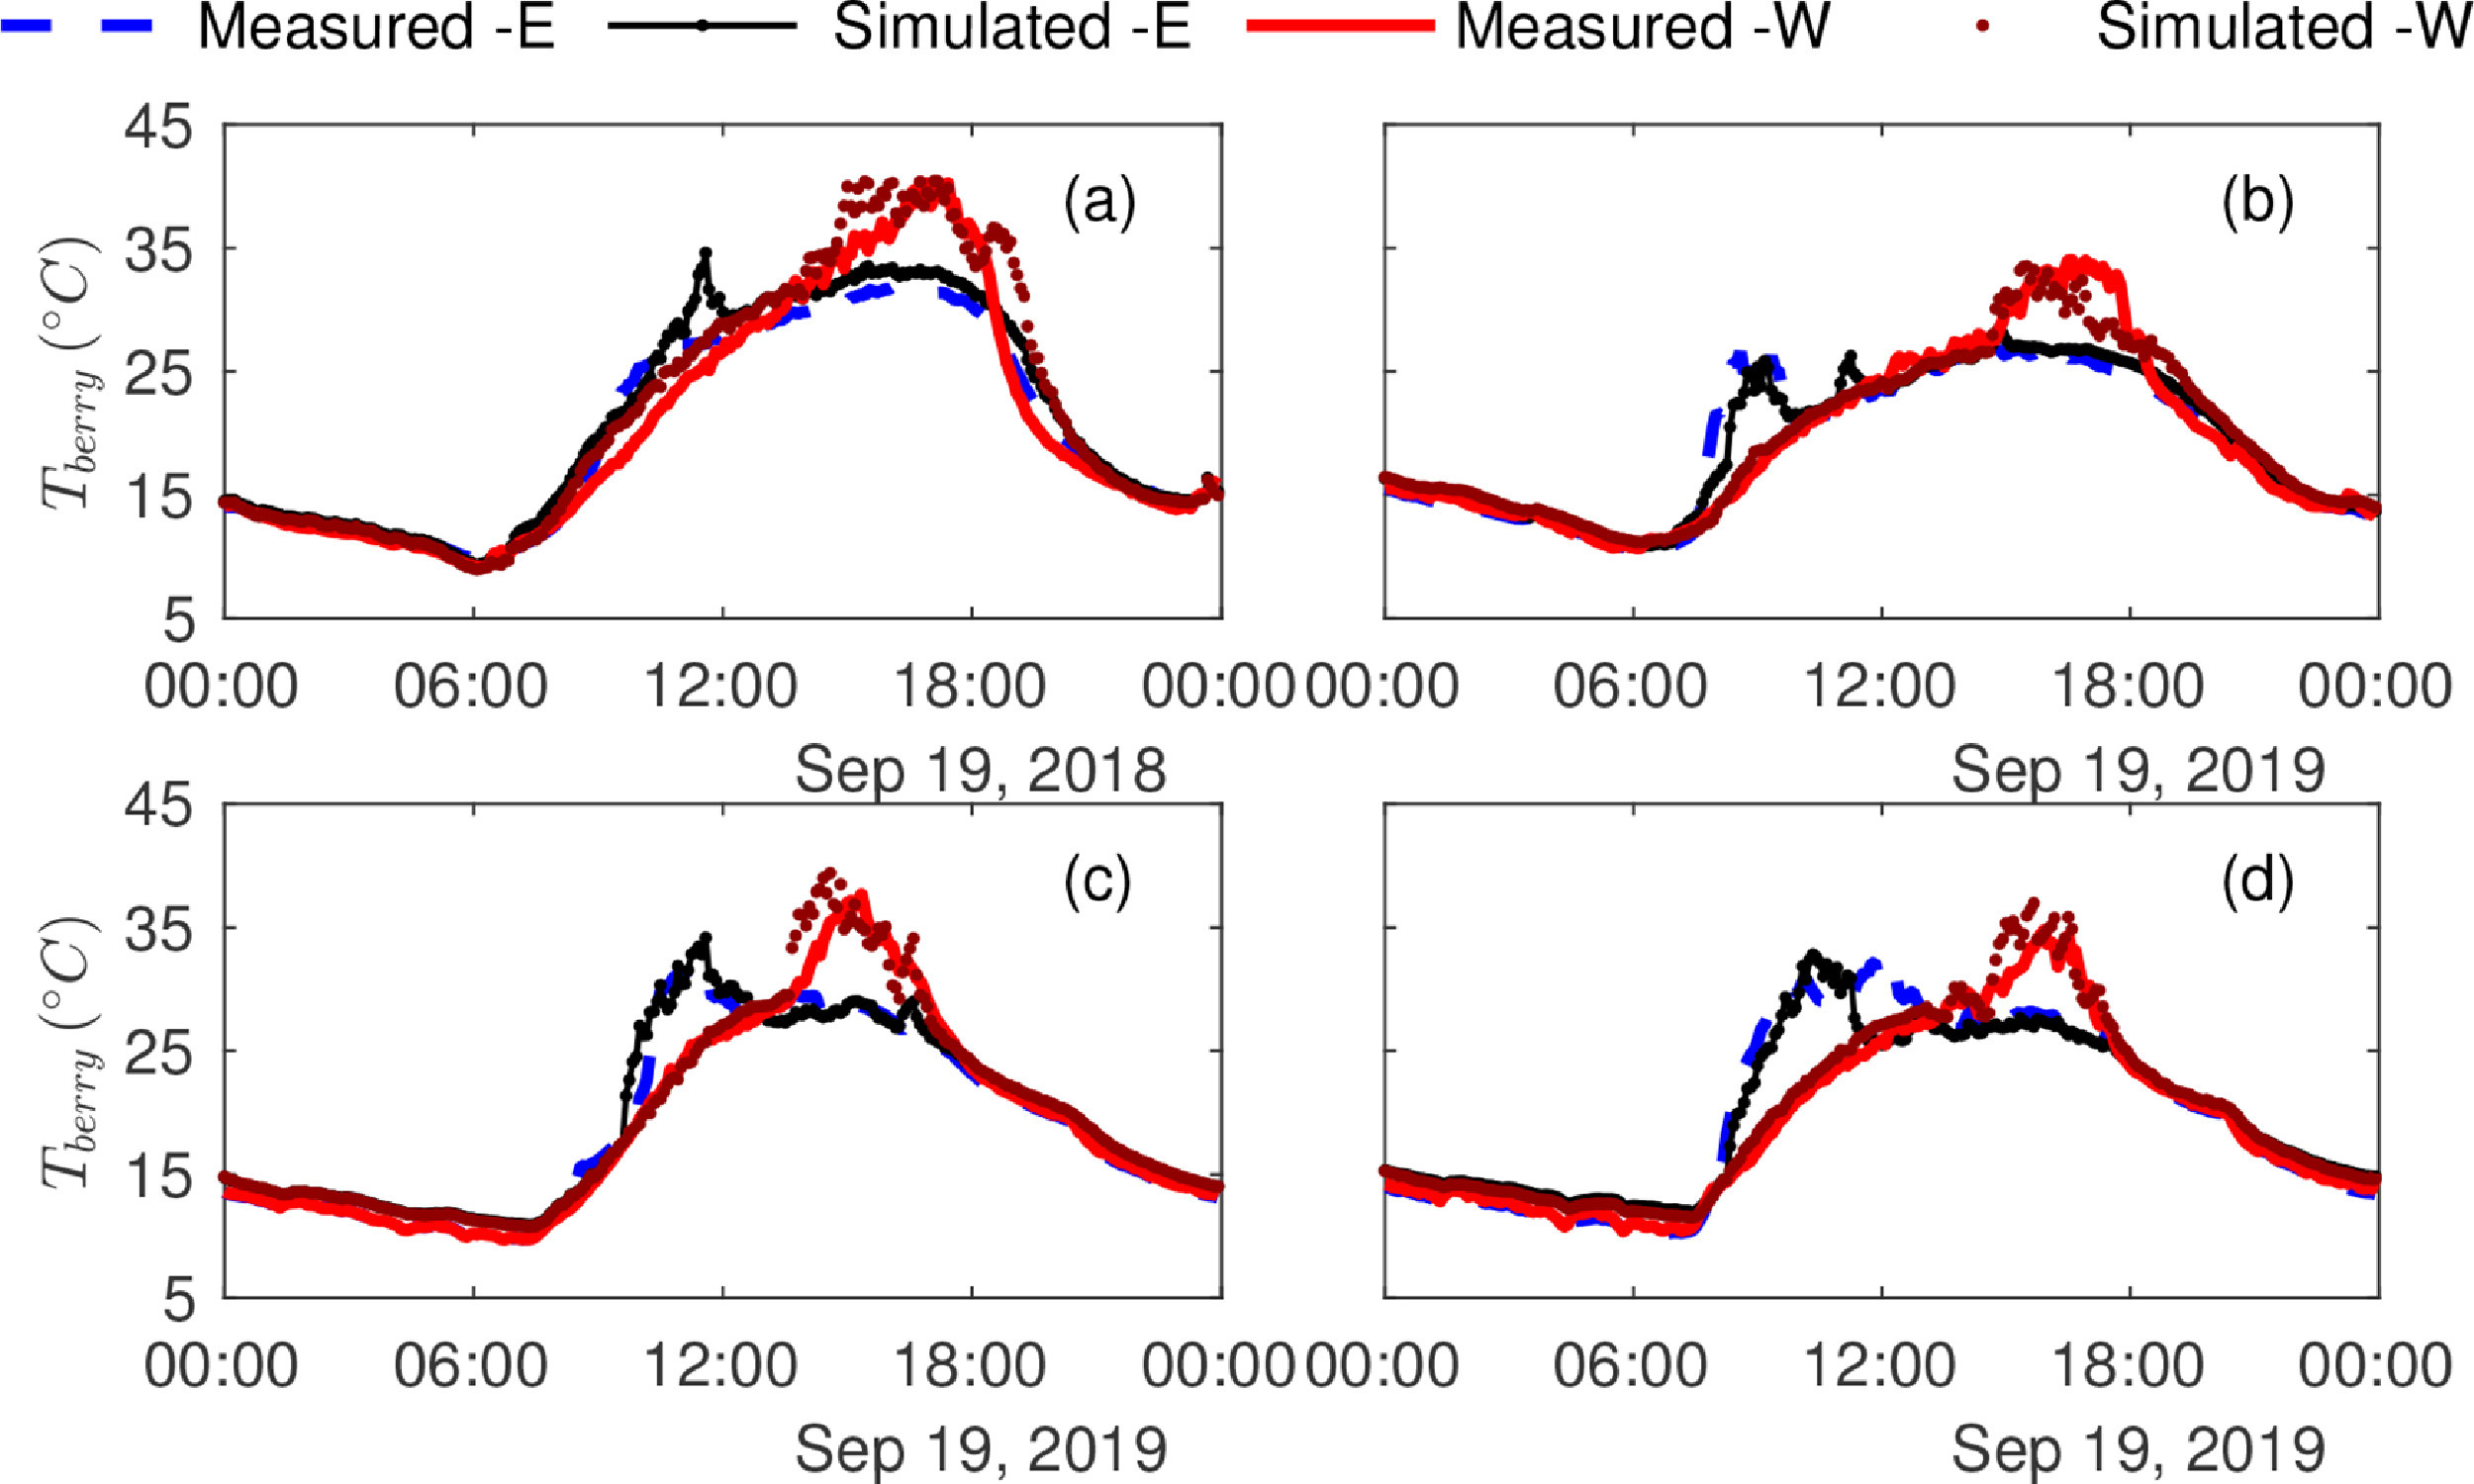 Measured -E Simulated -E Measured -W Simulated -W
45
35
25
15
5
T_berry (°C)
(a)
(b)
00:00 06:00 12:00 18:00 00:00 00:00 06:00 12:00 18:00 00:00
Sep 19, 2018 Sep 19, 2019
45
35
25
15
5
T_berry (°C)
(c)
(d)
00:00 06:00 12:00 18:00 00:00 00:00 06:00 12:00 18:00 00:00
Sep 19, 2019 Sep 19, 2019